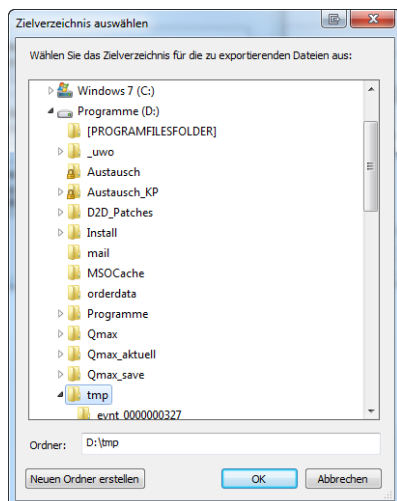 Zielverzeichnis auswählen
Wählen Sie das Zielverzeichnis für die zu exportierenden Dateien aus:
Windows 7 (C:)
Programme (D:)
[PROGRAMFILESFOLDER]
_uwo
Austausch
Austausch_KP
D2D_Patches
Install
mail
MSOCache
orderdata
Programme
Qmax
Qmax_aktuell
Qmax_save
tmp
evnt_0000000327
Ordner: D:\tmp
Neuen Ordner erstellen OK Abbrechen